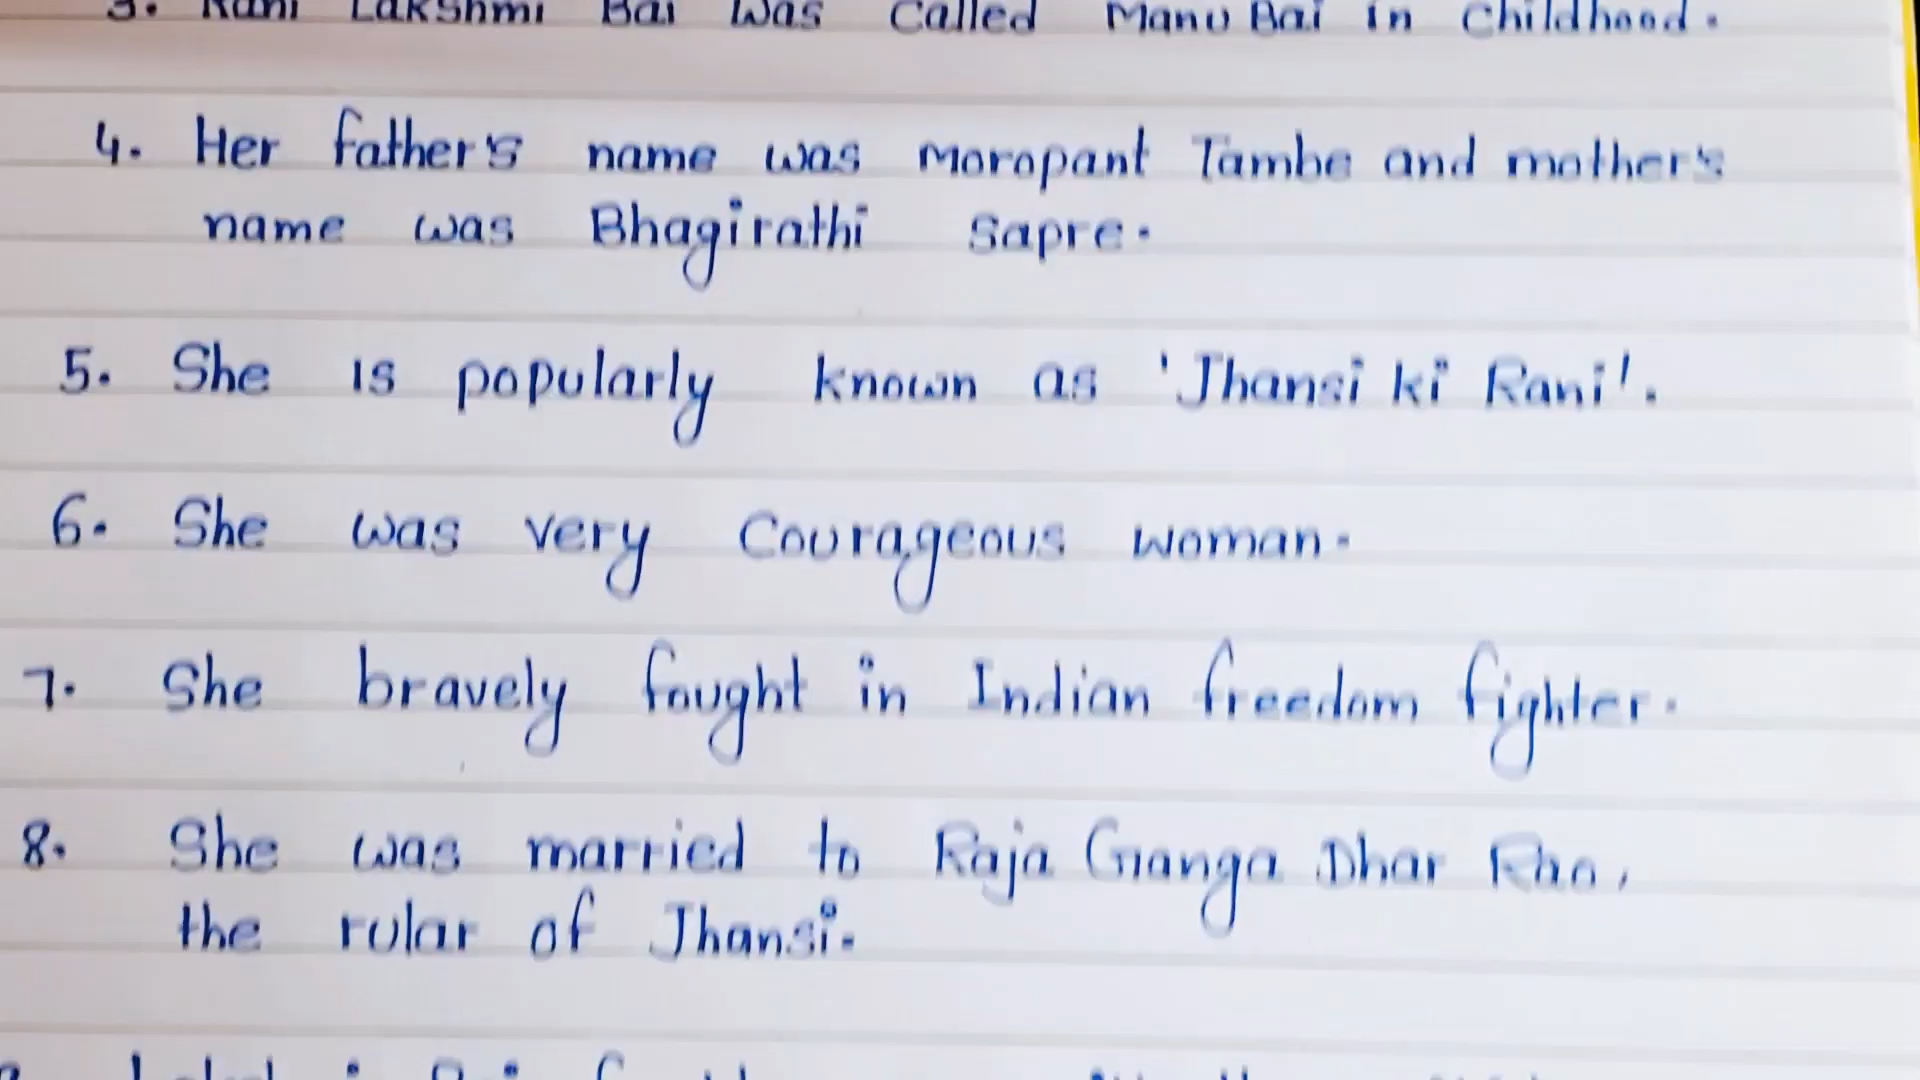 3. Rani Lakshmi Bai was Called Manu Bai in childhood.
4. Her father's name was Moropant Tambe and mother's
name was Bhagirathi Sapre.
5. She is popularly known as 'Jhansi ki Rani'.
6. She was very Courageous woman.
7. She bravely fought in Indian freedom fighter.
8. She was married to Raja Ganga Dhar Rao,
the rular of Jhansi.